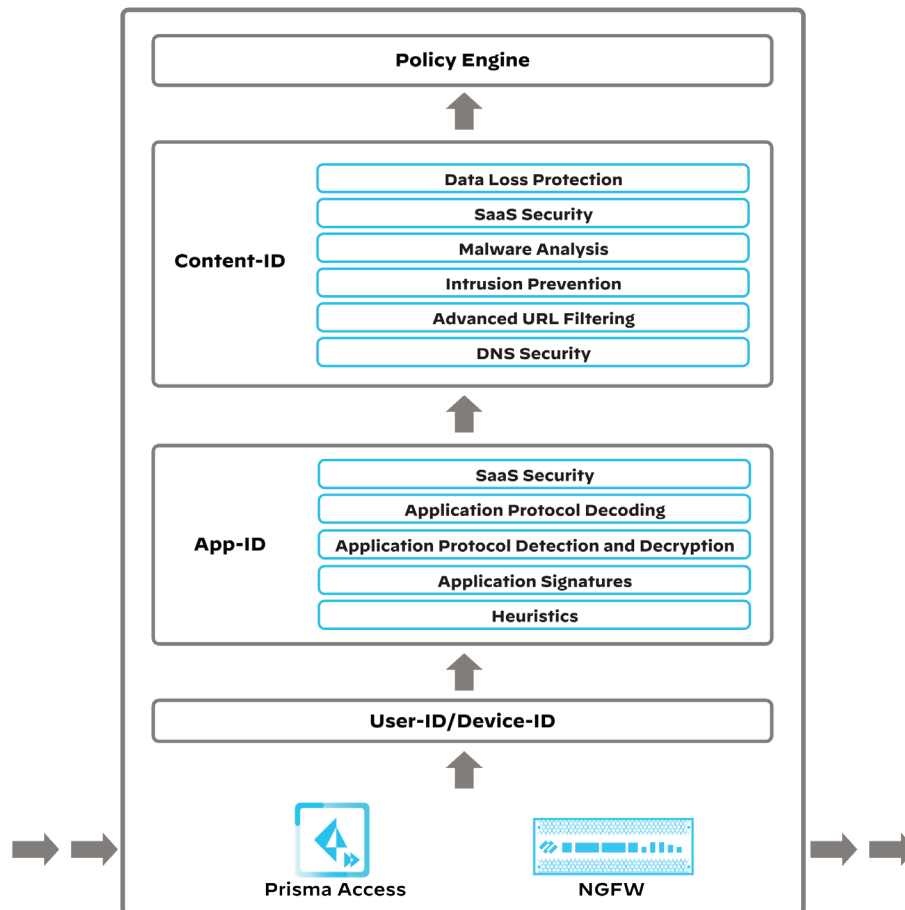 Policy Engine
Content-ID
Data Loss Protection
SaaS Security
Malware Analysis
Intrusion Prevention
Advanced URL Filtering
DNS Security
App-ID
SaaS Security
Application Protocol Decoding
Application Protocol Detection and Decryption
Application Signatures
Heuristics
User-ID/Device-ID
Prisma Access
NGFW